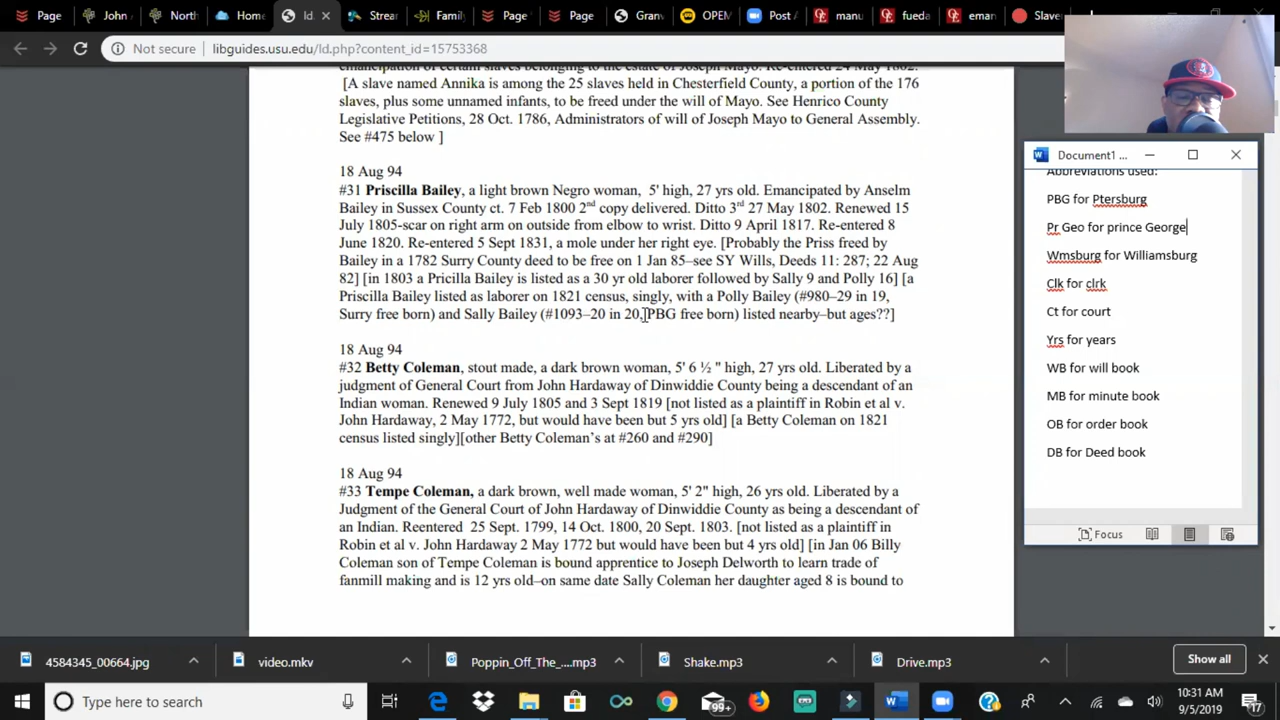 Page
John
North
Home
Id.
Strean
Family
Page
Page
Granv
OPEM
Post A
manu
fueda
eman
Slave
Not secure | libguides.usu.edu/ld.php?content_id=15753368
emancipation of certain slaves belonging to the estate of Joseph Mayo. Re-entered 24 May 1802.
[A slave named Annika is among the 25 slaves held in Chesterfield County, a portion of the 176
slaves, plus some unnamed infants, to be freed under the will of Mayo. See Henrico County
Legislative Petitions, 28 Oct. 1786, Administrators of will of Joseph Mayo to General Assembly.
See #475 below ]
18 Aug 94
#31 Priscilla Bailey, a light brown Negro woman, 5' high, 27 yrs old. Emancipated by Anselm
Bailey in Sussex County ct. 7 Feb 1800 2nd copy delivered. Ditto 3rd 27 May 1802. Renewed 15
July 1805-scar on right arm on outside from elbow to wrist. Ditto 9 April 1817. Re-entered 8
June 1820. Re-entered 5 Sept 1831, a mole under her right eye. [Probably the Priss freed by
Bailey in a 1782 Surry County deed to be free on 1 Jan 85–see SY Wills, Deeds 11: 287; 22 Aug
82] [in 1803 a Pricilla Bailey is listed as a 30 yr old laborer followed by Sally 9 and Polly 16] [a
Priscilla Bailey listed as laborer on 1821 census, singly, with a Polly Bailey (#980–29 in 19,
Surry free born) and Sally Bailey (#1093–20 in 20, PBG free born) listed nearby–but ages??]
18 Aug 94
#32 Betty Coleman, stout made, a dark brown woman, 5' 6 ½ " high, 27 yrs old. Liberated by a
judgment of General Court from John Hardaway of Dinwiddie County being a descendant of an
Indian woman. Renewed 9 July 1805 and 3 Sept 1819 [not listed as a plaintiff in Robin et al v.
John Hardaway, 2 May 1772, but would have been but 5 yrs old] [a Betty Coleman on 1821
census listed singly][other Betty Coleman's at #260 and #290]
18 Aug 94
#33 Tempe Coleman, a dark brown, well made woman, 5' 2" high, 26 yrs old. Liberated by a
Judgment of the General Court of John Hardaway of Dinwiddie County as being a descendant of
an Indian. Reentered 25 Sept. 1799, 14 Oct. 1800, 20 Sept. 1803. [not listed as a plaintiff in
Robin et al v. John Hardaway 2 May 1772 but would have been but 4 yrs old] [in Jan 06 Billy
Coleman son of Tempe Coleman is bound apprentice to Joseph Delworth to learn trade of
fanmill making and is 12 yrs old–on same date Sally Coleman her daughter aged 8 is bound to
Document1 ...
Abbreviations used:
PBG for Ptersburg
Pr Geo for prince George
Wmsburg for Williamsburg
Clk for clrk
Ct for court
Yrs for years
WB for will book
MB for minute book
OB for order book
DB for Deed book
Focus
4584345_00664.jpg
video.mkv
Poppin_Off_The_....mp3
Shake.mp3
Drive.mp3
Show all
Type here to search
99+
10:31 AM
9/5/2019
17